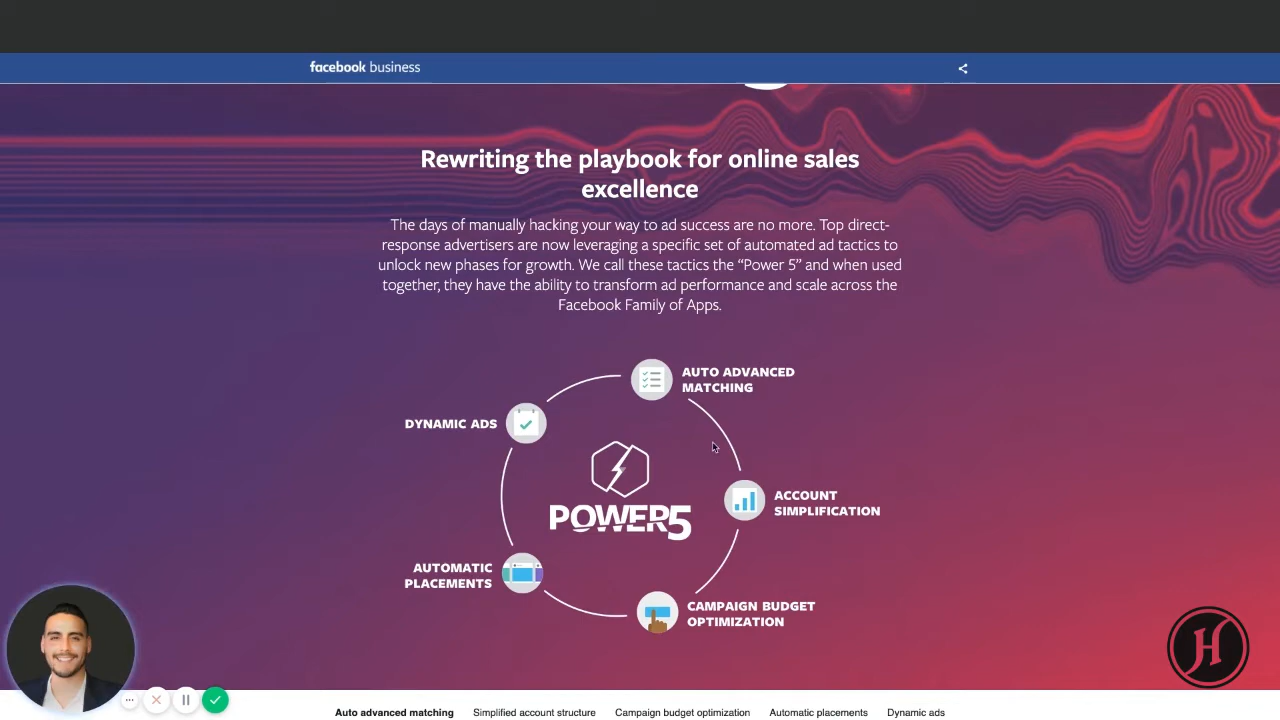 facebook business
Rewriting the playbook for online sales
excellence
The days of manually hacking your way to ad success are no more. Top direct-
response advertisers are now leveraging a specific set of automated ad tactics to
unlock new phases for growth. We call these tactics the “Power 5” and when used
together, they have the ability to transform ad performance and scale across the
Facebook Family of Apps.
AUTO ADVANCED
MATCHING
DYNAMIC ADS
POWER5
ACCOUNT
SIMPLIFICATION
AUTOMATIC
PLACEMENTS
CAMPAIGN BUDGET
OPTIMIZATION
H
Auto advanced matching Simplified account structure Campaign budget optimization Automatic placements Dynamic ads